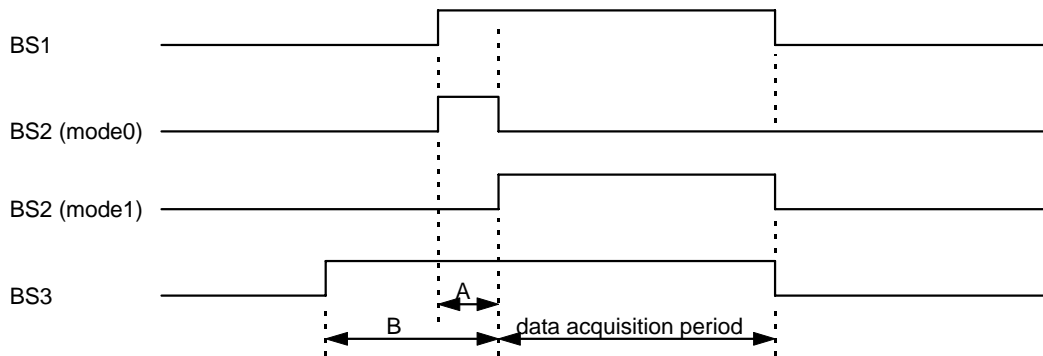 BS1
BS2 (mode0)
BS2 (mode1)
BS3
A
B
data acquisition period